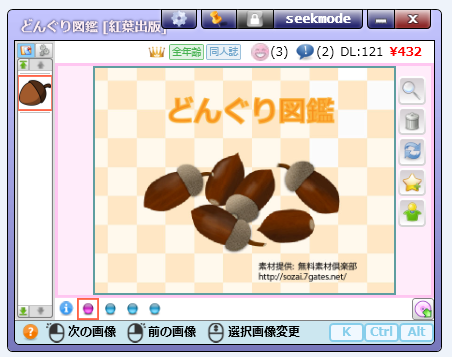 どんぐり図鑑 [紅葉出版]
seekmode
全年齢 同人誌 (3) (2) DL:121 ¥432
どんぐり図鑑
素材提供: 無料素材倶楽部
http://sozai.7gates.net/
次の画像 前の画像 選択画像変更 K Ctrl Alt